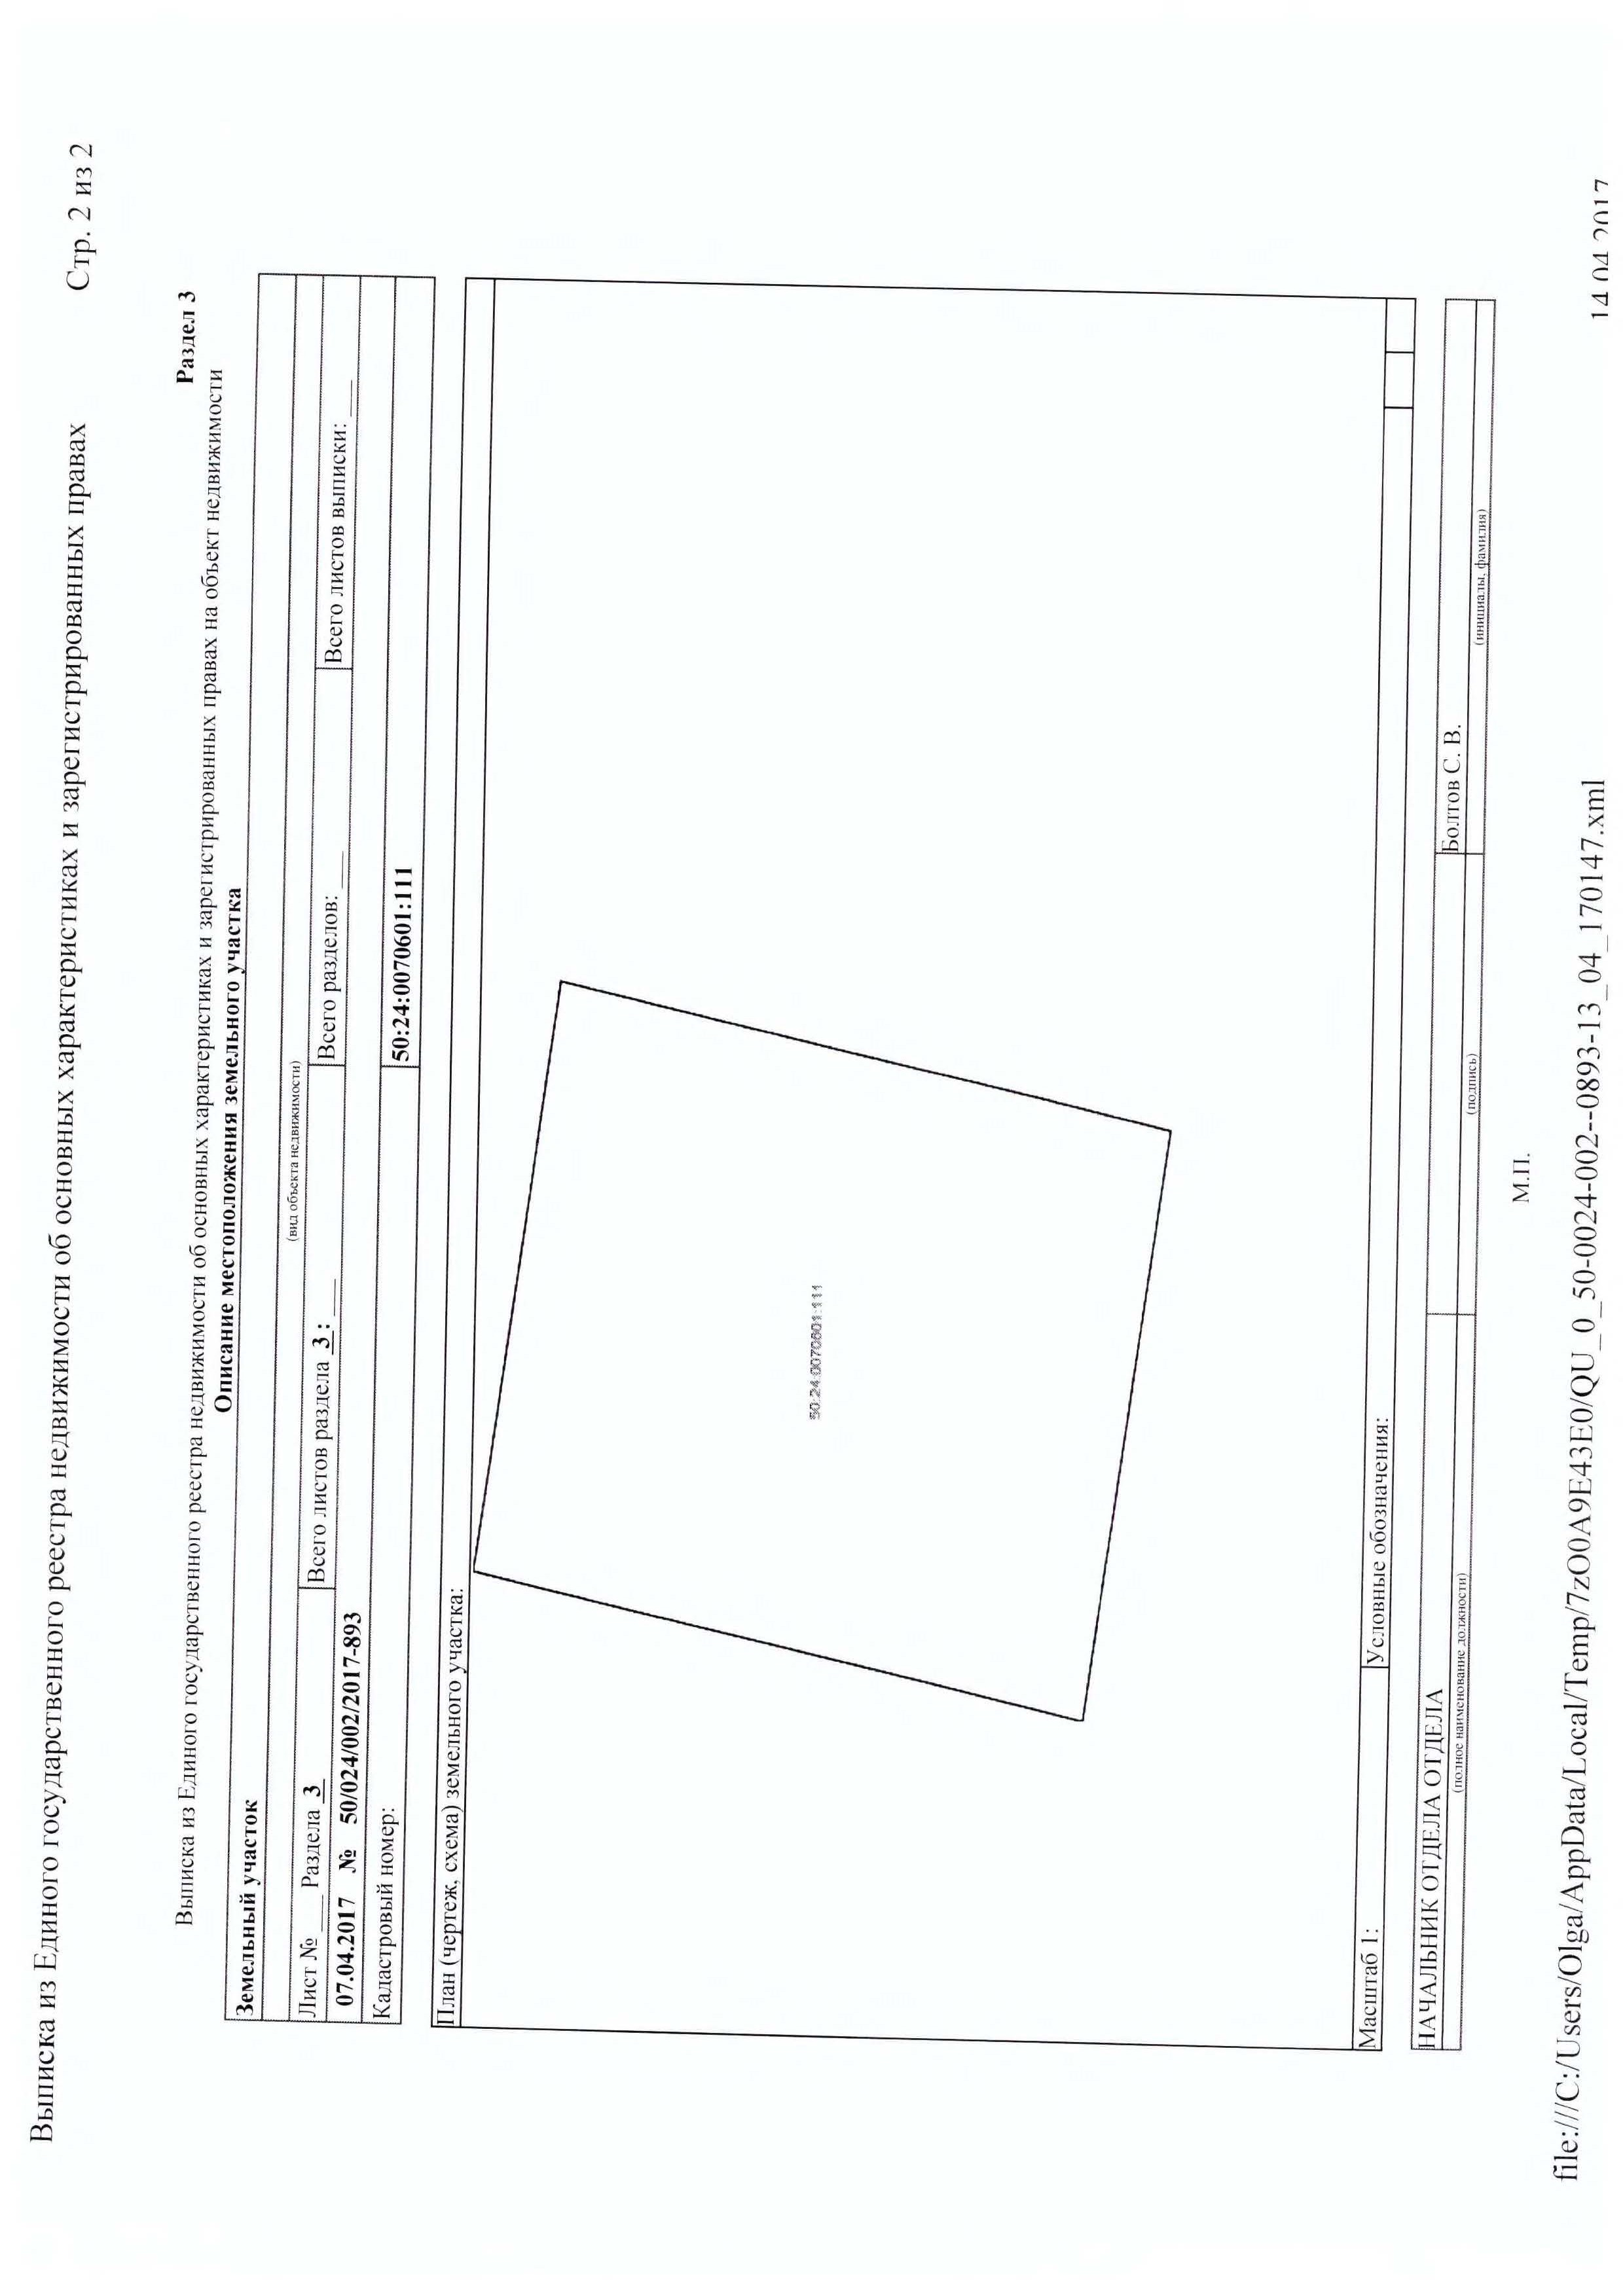 Выписка из Единого государственного реестра недвижимости об основных характеристиках и зарегистрированных правах Стр. 2 из 2
Раздел 3
Выписка из Единого государственного реестра недвижимости об основных характеристиках и зарегистрированных правах на объект недвижимости
Описание местоположения земельного участка
Земельный участок
(вид объекта недвижимости)
Лист № ___ Раздела 3 Всего листов раздела 3 : ___ Всего разделов: ___ Всего листов выписки: ___
07.04.2017 № 50/024/002/2017-893
Кадастровый номер: 50:24:0070601:111
План (чертеж, схема) земельного участка:
50:24:0070601:111
Масштаб 1: Условные обозначения:
НАЧАЛЬНИК ОТДЕЛА ОТДЕЛА Болтов С. В.
(полное наименование должности) (подпись) (инициалы, фамилия)
М.П.
file:///C:/Users/Olga/AppData/Local/Temp/7zO0A9E43E0/QU_0_50-0024-002--0893-13_04_170147.xml 14.04.2017